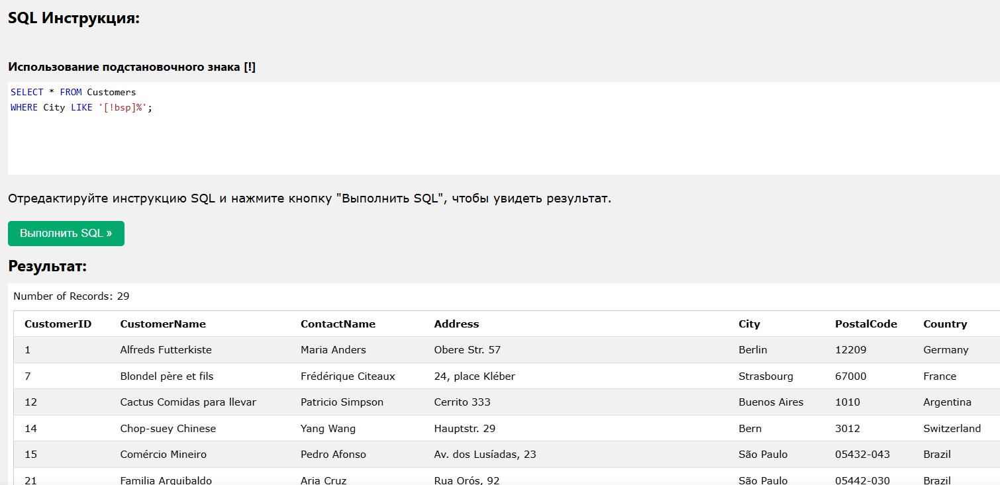 SQL Инструкция:
Использование подстановочного знака [!]
SELECT * FROM Customers
WHERE City LIKE '[!bsp]%';
Отредактируйте инструкцию SQL и нажмите кнопку "Выполнить SQL", чтобы увидеть результат.
Выполнить SQL »
Результат:
Number of Records: 29
CustomerID CustomerName ContactName Address City PostalCode Country
1 Alfreds Futterkiste Maria Anders Obere Str. 57 Berlin 12209 Germany
7 Blondel père et fils Frédérique Citeaux 24, place Kléber Strasbourg 67000 France
12 Cactus Comidas para llevar Patricio Simpson Cerrito 333 Buenos Aires 1010 Argentina
14 Chop-suey Chinese Yang Wang Hauptstr. 29 Bern 3012 Switzerland
15 Comércio Mineiro Pedro Afonso Av. dos Lusíadas, 23 São Paulo 05432-043 Brazil
21 Familia Arquibaldo Aria Cruz Rua Orós, 92 São Paulo 05442-030 Brazil